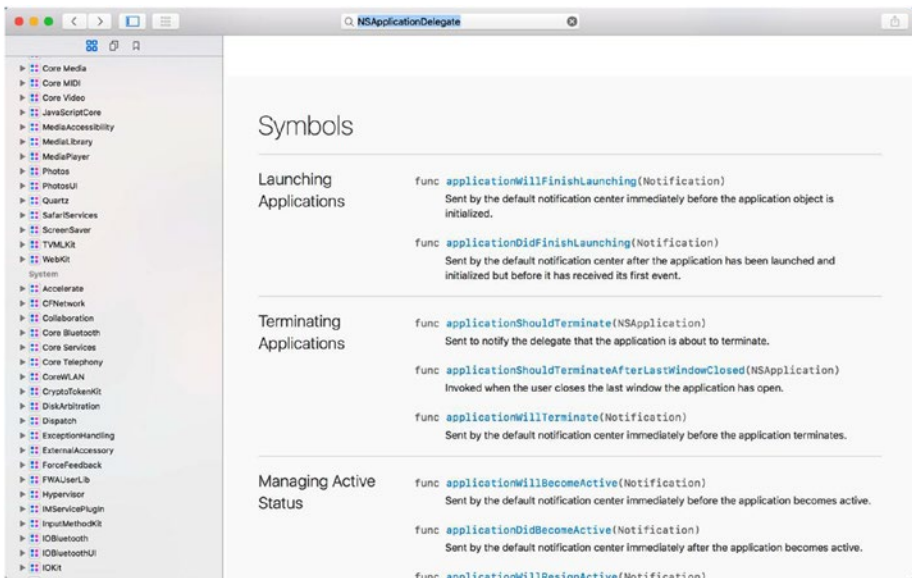 NSApplicationDelegate
Core Media
Core MIDI
Core Video
JavaScriptCore
MediaAccessibility
MediaLibrary
MediaPlayer
Photos
PhotosUI
Quartz
SafariServices
ScreenSaver
TVMLKit
WebKit
System
Accelerate
CFNetwork
Collaboration
Core Bluetooth
Core Services
Core Telephony
CoreWLAN
CryptoTokenKit
DiskArbitration
Dispatch
ExceptionHandling
ExternalAccessory
ForceFeedback
FWAUserLib
Hypervisor
IMServicePlugIn
InputMethodKit
IOBluetooth
IOBluetoothUI
IOKit
Symbols
Launching
Applications
func applicationWillFinishLaunching(Notification)
Sent by the default notification center immediately before the application object is
initialized.
func applicationDidFinishLaunching(Notification)
Sent by the default notification center after the application has been launched and
initialized but before it has received its first event.
Terminating
Applications
func applicationShouldTerminate(NSApplication)
Sent to notify the delegate that the application is about to terminate.
func applicationShouldTerminateAfterLastWindowClosed(NSApplication)
Invoked when the user closes the last window the application has open.
func applicationWillTerminate(Notification)
Sent by the default notification center immediately before the application terminates.
Managing Active
Status
func applicationWillBecomeActive(Notification)
Sent by the default notification center immediately before the application becomes active.
func applicationDidBecomeActive(Notification)
Sent by the default notification center immediately after the application becomes active.
func applicationWillResignActive(Notification)